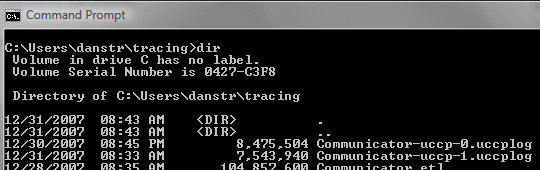 Command Prompt
C:\Users\danstr\tracing>dir
Volume in drive C has no label.
Volume Serial Number is 0427-C3F8
Directory of C:\Users\danstr\tracing
12/31/2007 08:43 AM <DIR> .
12/31/2007 08:43 AM <DIR> ..
12/30/2007 08:45 PM 8,475,504 Communicator-uccp-0.uccplog
12/31/2007 08:33 AM 7,543,940 Communicator-uccp-1.uccplog
12/28/2007 08:35 AM 104,857,600 Communicator.etl